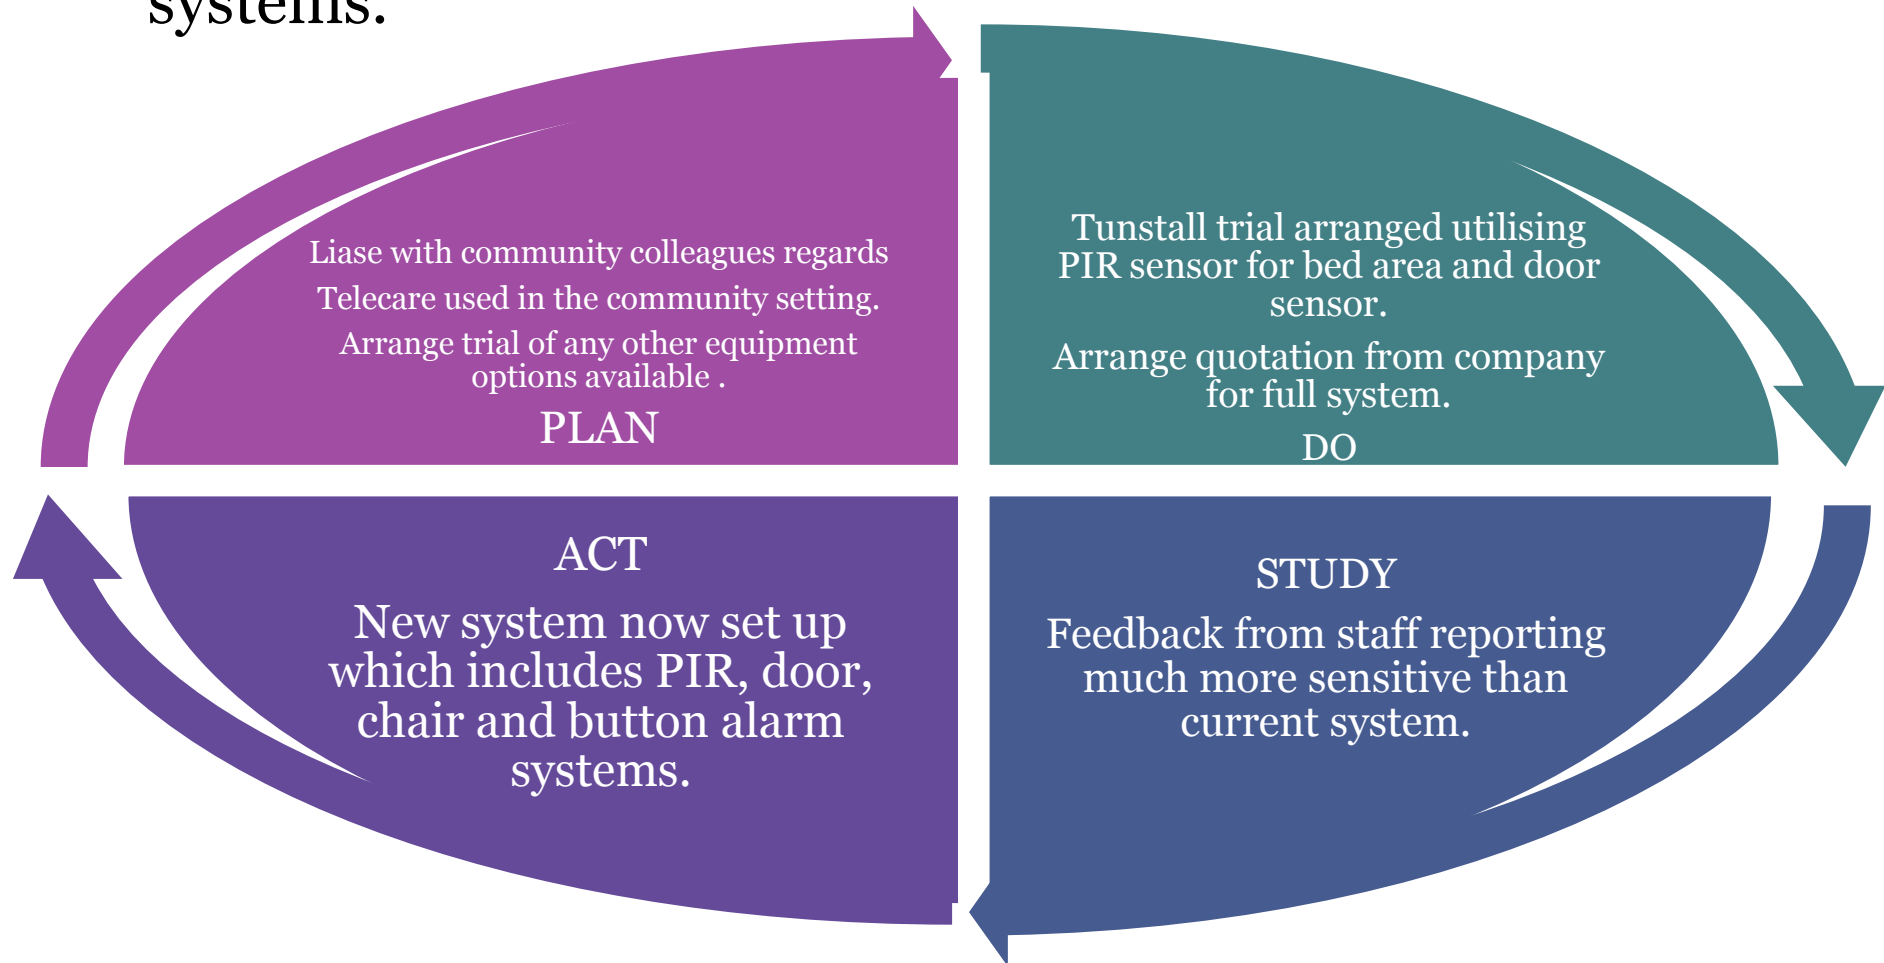 systems.
Liase with community colleagues regards
Telecare used in the community setting.
Arrange trial of any other equipment
options available .
PLAN
Tunstall trial arranged utilising
PIR sensor for bed area and door
sensor.
Arrange quotation from company
for full system.
DO
ACT
New system now set up
which includes PIR, door,
chair and button alarm
systems.
STUDY
Feedback from staff reporting
much more sensitive than
current system.